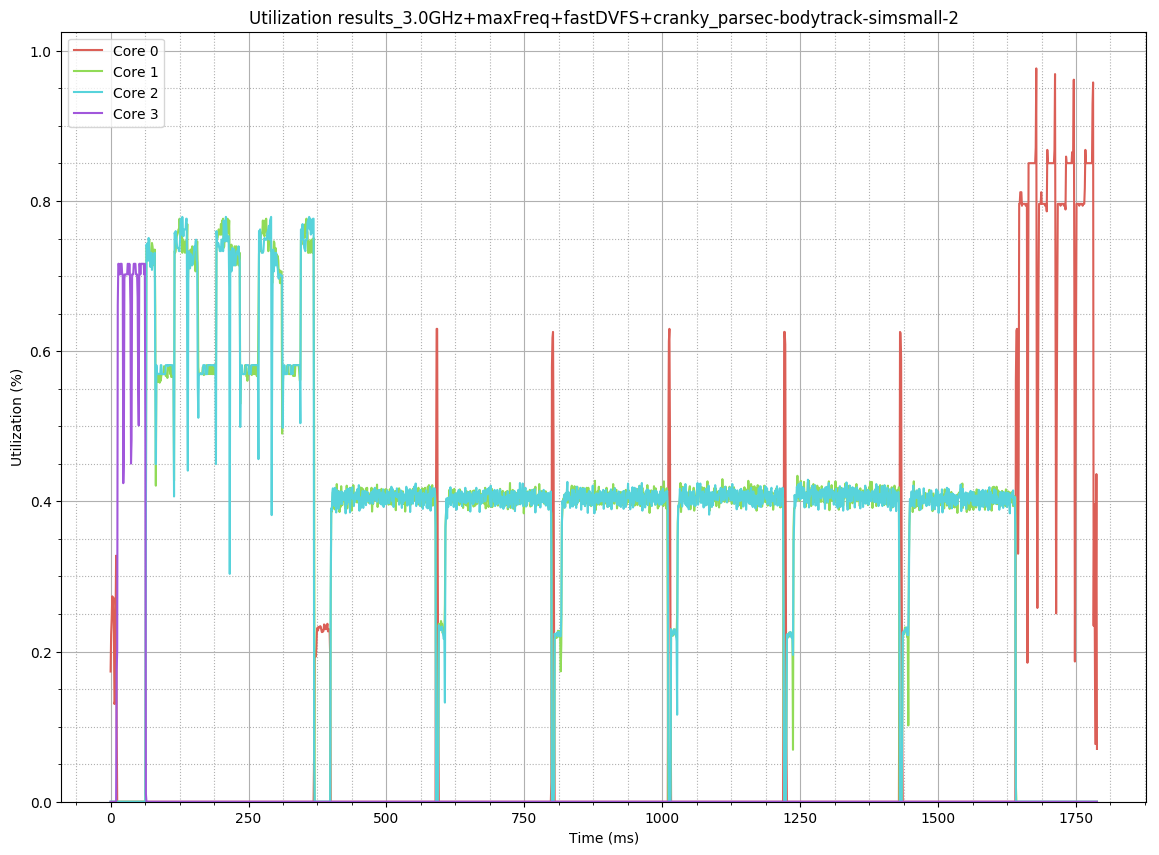 Utilization results_3.0GHz+maxFreq+fastDVFS+cranky_parsec-bodytrack-simsmall-2
Core 0
Core 1
Core 2
Core 3
1.0
0.8
0.6
0.4
0.2
0.0
Utilization (%)
0 250 500 750 1000 1250 1500 1750
Time (ms)